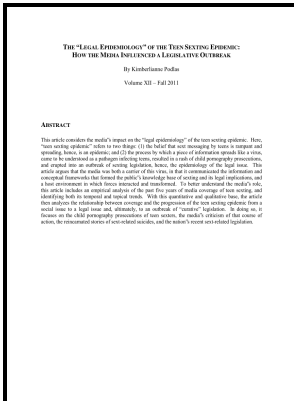 THE "LEGAL EPIDEMIOLOGY" OF THE TEEN SEXTING EPIDEMIC:
HOW THE MEDIA INFLUENCED A LEGISLATIVE OUTBREAK
By Kimberlianne Podlas
Volume XII – Fall 2011
ABSTRACT
This article considers the media's impact on the "legal epidemiology" of the teen sexting epidemic. Here,
"teen sexting epidemic" refers to two things: (1) the belief that sext messaging by teens is rampant and
spreading, hence, is an epidemic; and (2) the process by which a piece of information spreads like a virus,
came to be understood as a pathogen infecting teens, resulted in a rash of child pornography prosecutions,
and erupted into an outbreak of sexting legislation, hence, the epidemiology of the legal issue. This
article argues that the media was both a carrier of this virus, in that it communicated the information and
conceptual frameworks that formed the public's knowledge base of sexting and its legal implications, and
a host environment in which forces interacted and transformed. To better understand the media's role,
this article includes an empirical analysis of the past five years of media coverage of teen sexting, and
identifying both its temporal and topical trends. With this quantitative and qualitative base, the article
then analyzes the relationship between coverage and the progression of the teen sexting epidemic from a
social issue to a legal issue and, ultimately, to an outbreak of "curative" legislation. In doing so, it
focuses on the child pornography prosecutions of teen sexters, the media's criticism of that course of
action, the reincarnated stories of sext-related suicides, and the nation's recent sext-related legislation.